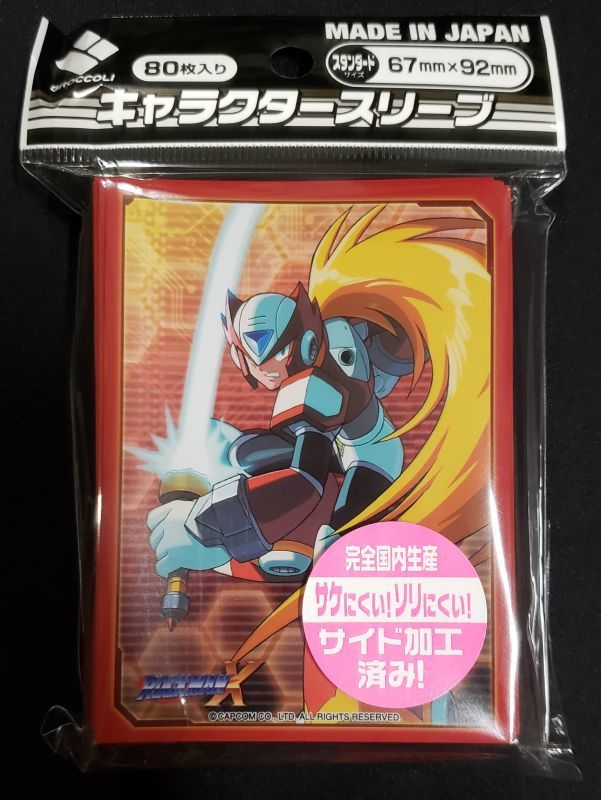 BROCCOLI
MADE IN JAPAN
80枚入り
スタンダード
サイズ
67mm×92mm
キャラクタースリーブ
完全国内生産
サケにくい!ソリにくい!
サイド加工
済み!
ROCKMAN X
©CAPCOM CO., LTD. ALL RIGHTS RESERVED.